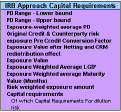 IRB Approach Capital Requirements
PD Range - Lower bound
PD Range - Upper bound
Exposure-weighted average PD
Original Credit & Counterparty risk
exposure Pre Credit Conversion Factor
Exposure Value after Netting and CRM
redistribution effect
Exposure Value
Exposure Weighted Average LGD
Exposure Weighted average Maturity
Value (Months)
Risk weighted exposure amount
Capital requirements
Of which Capital Requirements For dilution
risk